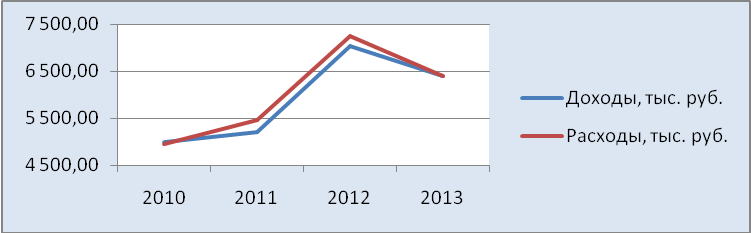 7 500,00
6 500,00
5 500,00
4 500,00
2010 2011 2012 2013
Доходы, тыс. руб.
Расходы, тыс. руб.